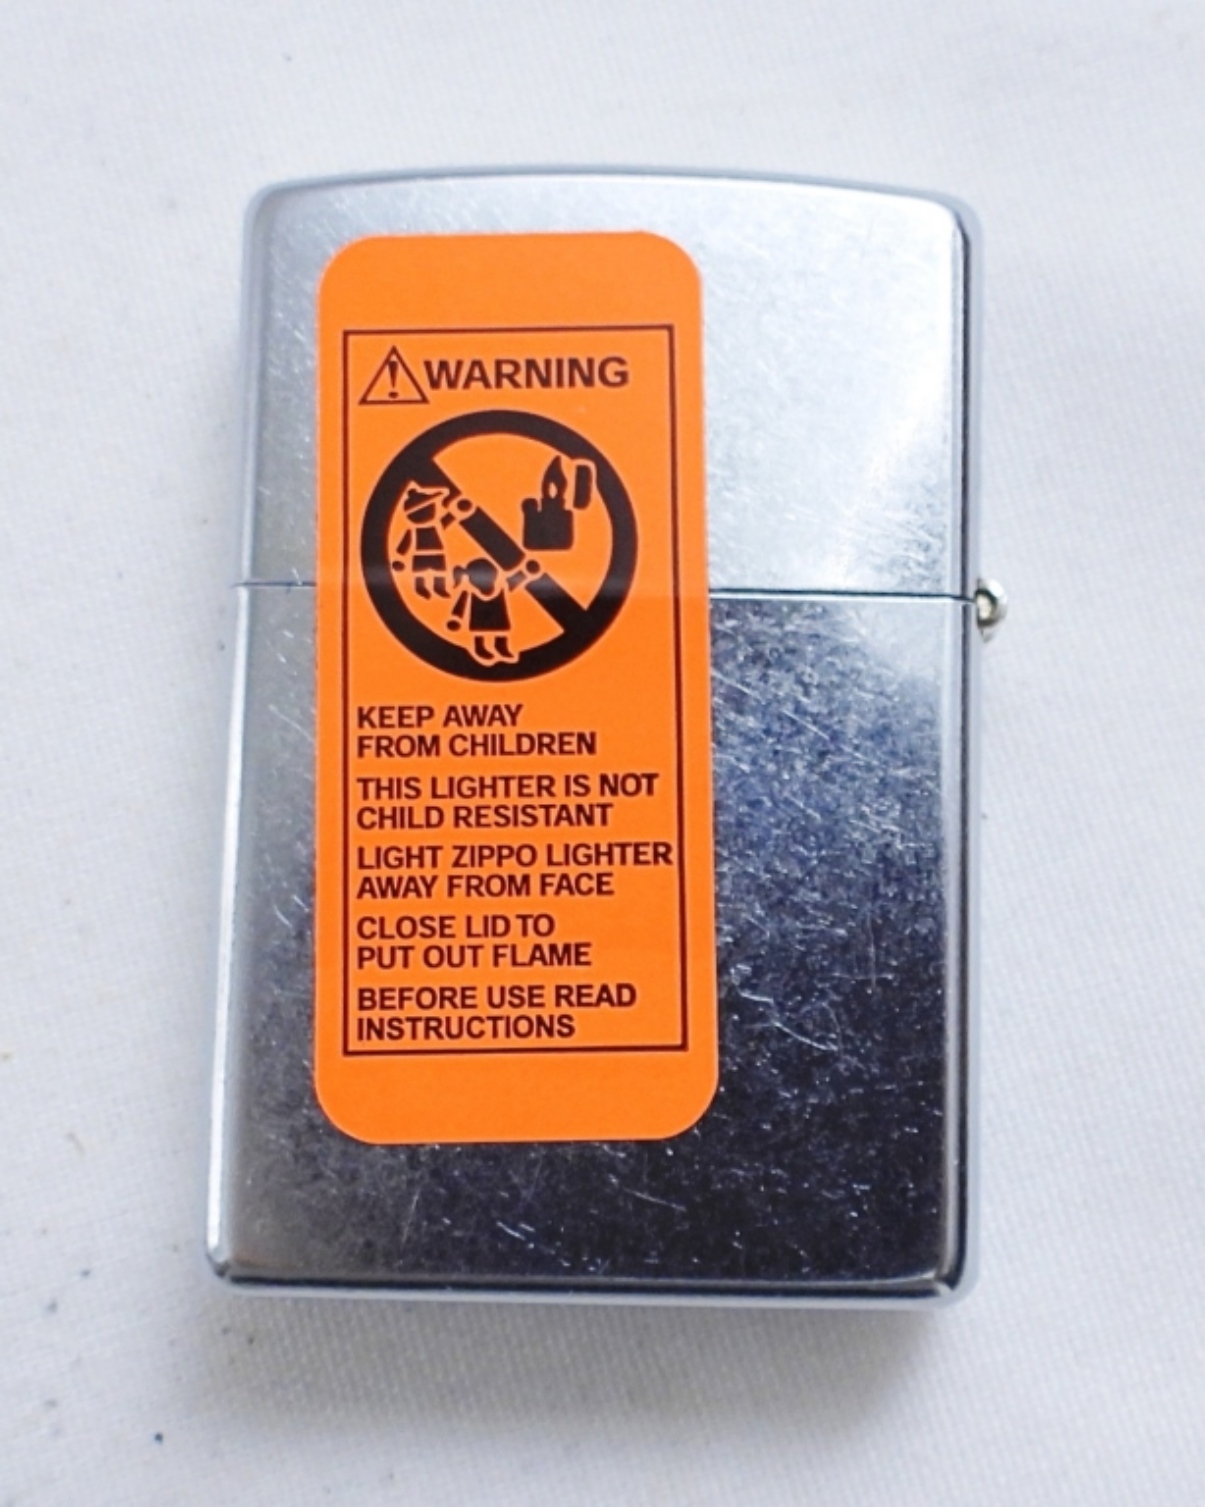 WARNING
KEEP AWAY
FROM CHILDREN
THIS LIGHTER IS NOT
CHILD RESISTANT
LIGHT ZIPPO LIGHTER
AWAY FROM FACE
CLOSE LID TO
PUT OUT FLAME
BEFORE USE READ
INSTRUCTIONS